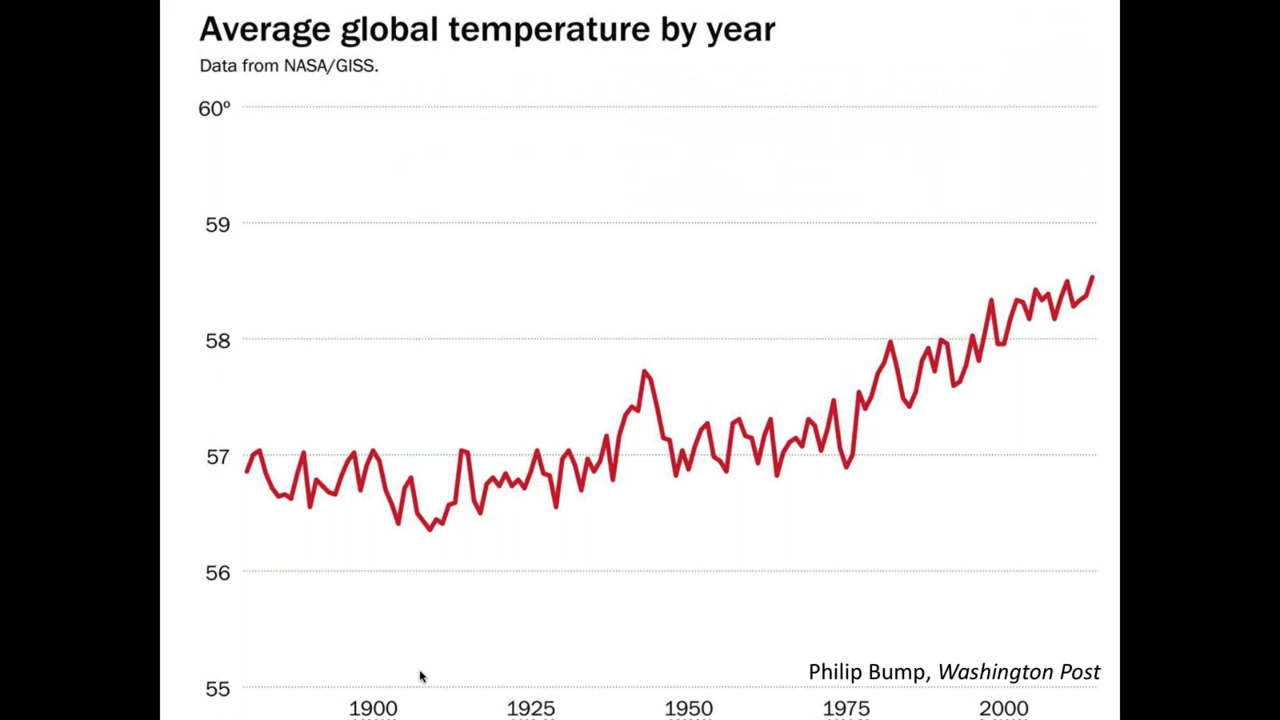 Average global temperature by year
Data from NASA/GISS.
60º
59
58
57
56
Philip Bump, Washington Post
55
1900 1925 1950 1975 2000